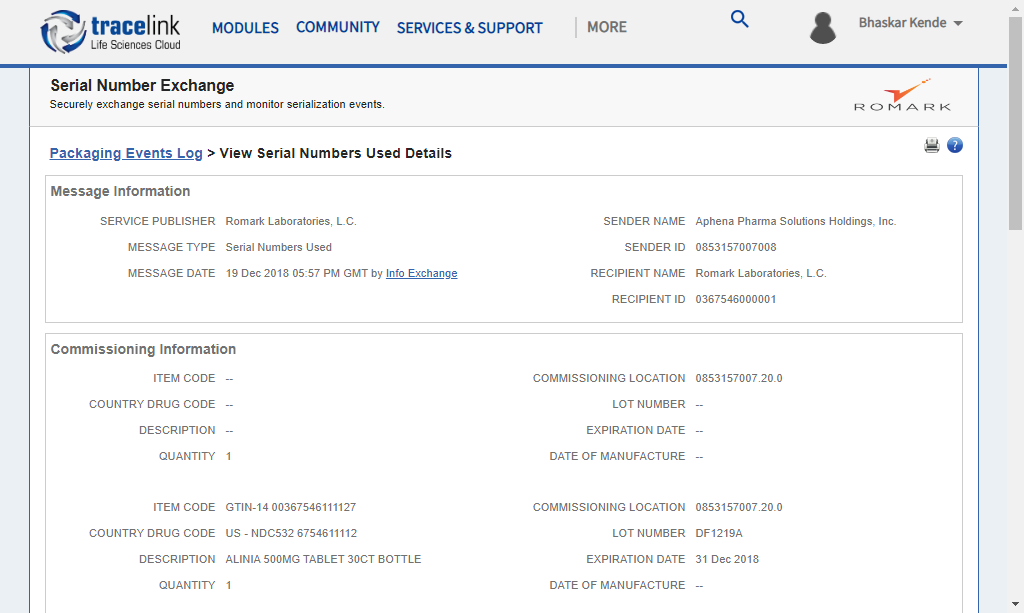 tracelink
Life Sciences Cloud
MODULES COMMUNITY SERVICES & SUPPORT MORE Bhaskar Kende
Serial Number Exchange
Securely exchange serial numbers and monitor serialization events.
ROMARK
Packaging Events Log > View Serial Numbers Used Details ?
Message Information
SERVICE PUBLISHER Romark Laboratories, L.C. SENDER NAME Aphena Pharma Solutions Holdings, Inc.
MESSAGE TYPE Serial Numbers Used SENDER ID 0853157007008
MESSAGE DATE 19 Dec 2018 05:57 PM GMT by Info Exchange RECIPIENT NAME Romark Laboratories, L.C.
RECIPIENT ID 0367546000001
Commissioning Information
ITEM CODE -- COMMISSIONING LOCATION 0853157007.20.0
COUNTRY DRUG CODE -- LOT NUMBER --
DESCRIPTION -- EXPIRATION DATE --
QUANTITY 1 DATE OF MANUFACTURE --
ITEM CODE GTIN-14 00367546111127 COMMISSIONING LOCATION 0853157007.20.0
COUNTRY DRUG CODE US - NDC532 6754611112 LOT NUMBER DF1219A
DESCRIPTION ALINIA 500MG TABLET 30CT BOTTLE EXPIRATION DATE 31 Dec 2018
QUANTITY 1 DATE OF MANUFACTURE --